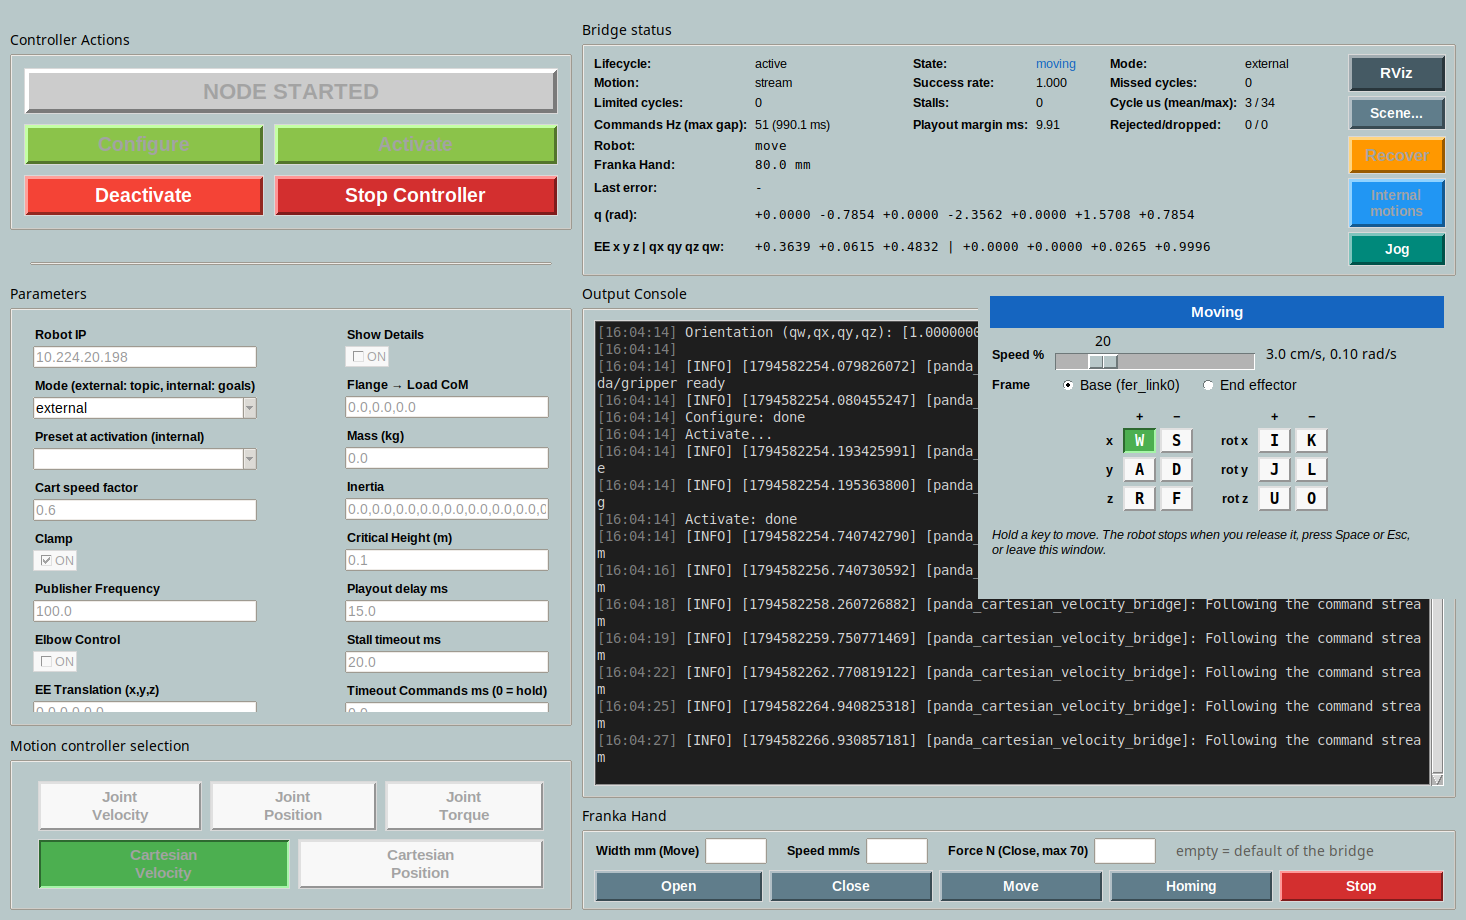 Controller Actions
NODE STARTED
Configure Activate
Deactivate Stop Controller
Bridge status
Lifecycle: active State: moving Mode: external
Motion: stream Success rate: 1.000 Missed cycles: 0
Limited cycles: 0 Stalls: 0 Cycle us (mean/max): 3 / 34
Commands Hz (max gap): 51 (990.1 ms) Playout margin ms: 9.91 Rejected/dropped: 0 / 0
Robot: move
Franka Hand: 80.0 mm
Last error: -
q (rad): +0.0000 -0.7854 +0.0000 -2.3562 +0.0000 +1.5708 +0.7854
EE x y z | qx qy qz qw: +0.3639 +0.0615 +0.4832 | +0.0000 +0.0000 +0.0265 +0.9996
RViz
Scene...
Recover
Internal
motions
Jog
Parameters
Robot IP
10.224.20.198
Mode (external: topic, internal: goals)
external
Preset at activation (internal)
Cart speed factor
0.6
Clamp
ON
Publisher Frequency
100.0
Elbow Control
ON
EE Translation (x,y,z)
0.0,0.0,0.0
Show Details
ON
Flange → Load CoM
0.0,0.0,0.0
Mass (kg)
0.0
Inertia
0.0,0.0,0.0,0.0,0.0,0.0,0.0,0.0,0
Critical Height (m)
0.1
Playout delay ms
15.0
Stall timeout ms
20.0
Timeout Commands ms (0 = hold)
0.0
Motion controller selection
Joint
Velocity
Joint
Position
Joint
Torque
Cartesian
Velocity
Cartesian
Position
Output Console
[16:04:14] Orientation (qw,qx,qy,qz): [1.0000000
[16:04:14]
[16:04:14] [INFO] [1794582254.079826072] [panda_
da/gripper ready
[16:04:14] [INFO] [1794582254.080455247] [panda_
[16:04:14] Configure: done
[16:04:14] Activate...
[16:04:14] [INFO] [1794582254.193425991] [panda_
e
[16:04:14] [INFO] [1794582254.195363800] [panda_
g
[16:04:14] Activate: done
[16:04:14] [INFO] [1794582254.740742790] [panda_
m
[16:04:16] [INFO] [1794582256.740730592] [panda_
m
[16:04:18] [INFO] [1794582258.260726882] [panda_cartesian_velocity_bridge]: Following the command strea
m
[16:04:19] [INFO] [1794582259.750771469] [panda_cartesian_velocity_bridge]: Following the command strea
m
[16:04:22] [INFO] [1794582262.770819122] [panda_cartesian_velocity_bridge]: Following the command strea
m
[16:04:25] [INFO] [1794582264.940825318] [panda_cartesian_velocity_bridge]: Following the command strea
m
[16:04:27] [INFO] [1794582266.930857181] [panda_cartesian_velocity_bridge]: Following the command strea
m
Moving
20
Speed % 3.0 cm/s, 0.10 rad/s
Frame Base (fer_link0) End effector
+ − + −
x W S rot x I K
y A D rot y J L
z R F rot z U O
Hold a key to move. The robot stops when you release it, press Space or Esc,
or leave this window.
Franka Hand
Width mm (Move) Speed mm/s Force N (Close, max 70) empty = default of the bridge
Open Close Move Homing Stop